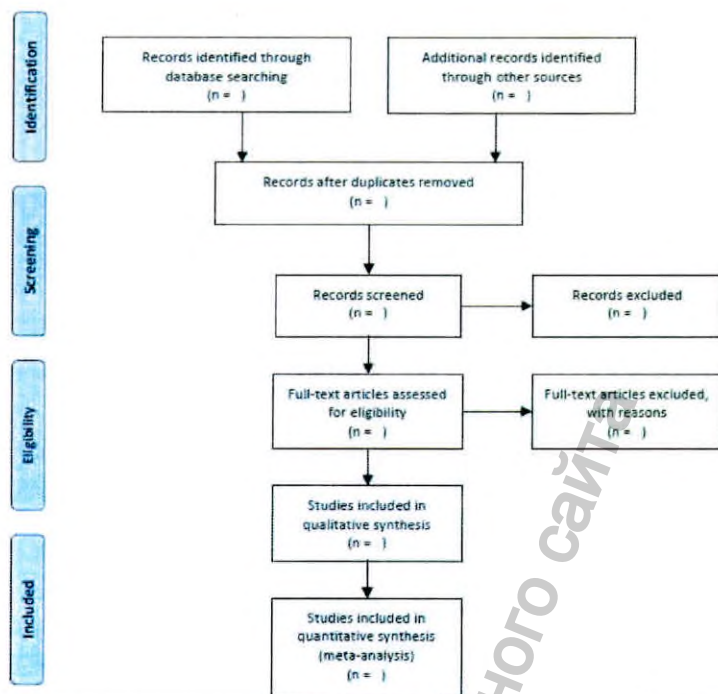 Identification
Records identified through
database searching
(n = )
Additional records identified
through other sources
(n = )
Records after duplicates removed
(n = )
Screening
Records screened
(n = )
Records excluded
(n = )
Eligibility
Full-text articles assessed
for eligibility
(n = )
Full-text articles excluded,
with reasons
(n = )
Studies included in
qualitative synthesis
(n = )
Included
Studies included in
quantitative synthesis
(meta-analysis)
(n = )
ного сайта